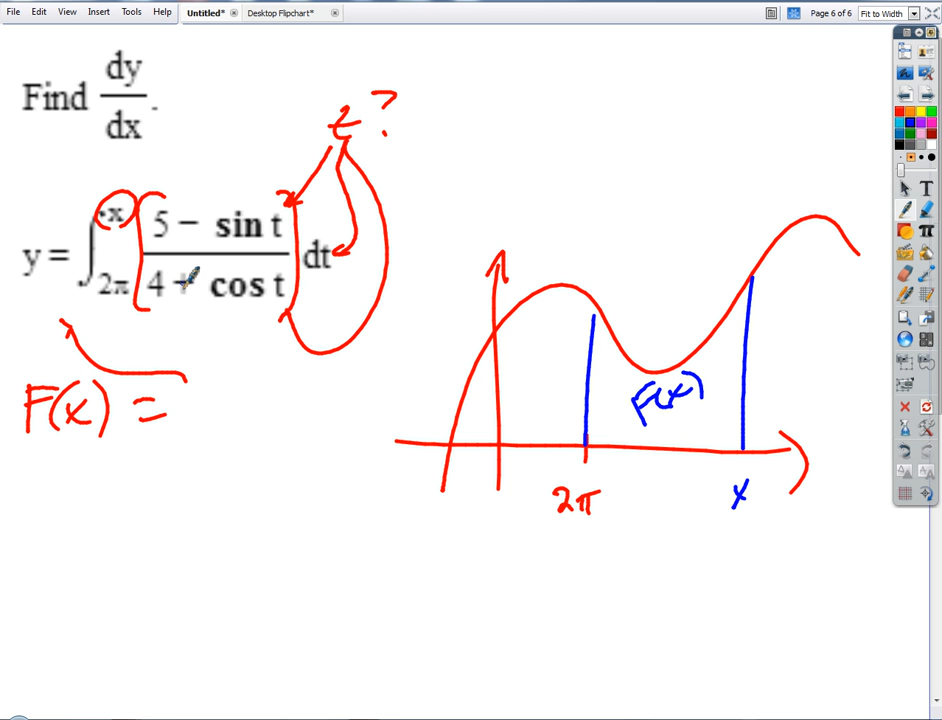 File Edit View Insert Tools Help Untitled* Desktop Flipchart* Page 6 of 6 Fit to Width
Find dy/dx.
t?
y = ∫_{2π}^{x} [(5 − sin t)/(4 + cos t)] dt
F(x) =
F(x)
2π x